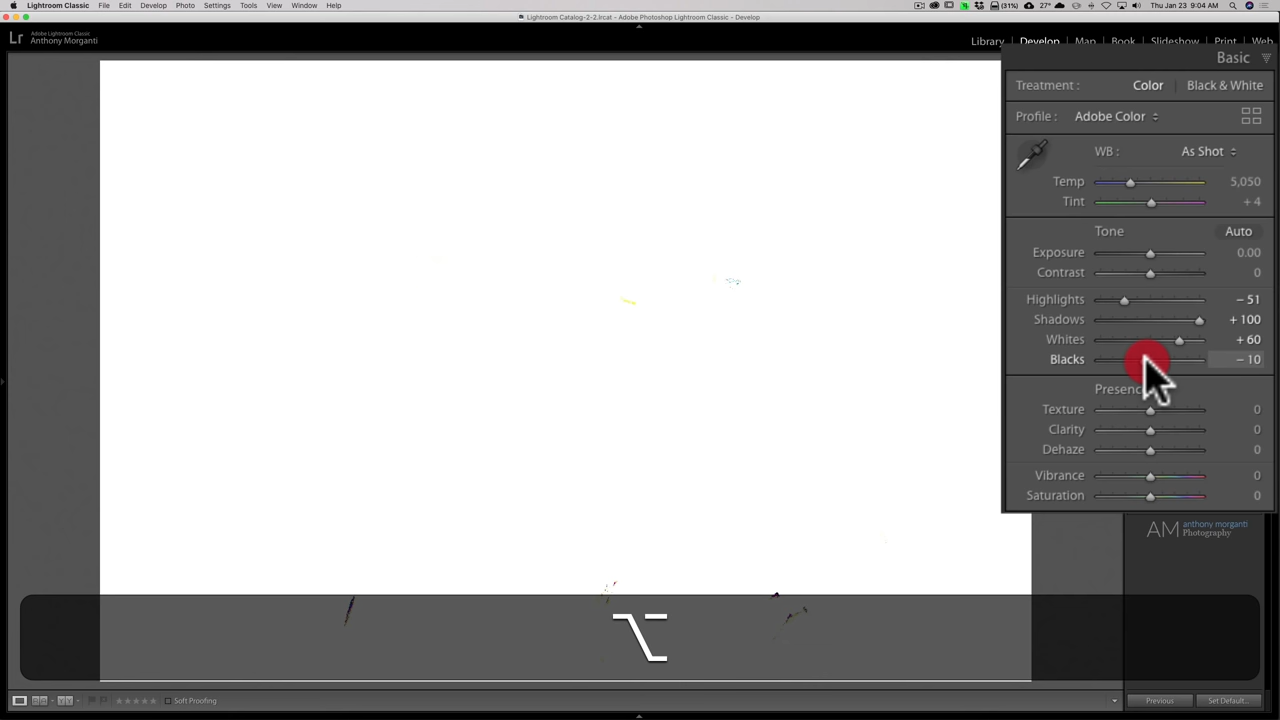 Lightroom Classic File Edit Develop Photo Settings Tools View Window Help (31%) 27° Thu Jan 23 9:04 AM
Lightroom Catalog-2-2.lrcat - Adobe Photoshop Lightroom Classic - Develop
Lr Adobe Lightroom Classic
Anthony Morganti
Library | Develop | Map | Book | Slideshow | Print | Web
Basic
Treatment : Color | Black & White
Profile : Adobe Color
WB : As Shot
Temp 5,050
Tint + 4
Tone Auto
Exposure 0.00
Contrast 0
Highlights – 51
Shadows + 100
Whites + 60
Blacks – 10
Presenc
Texture 0
Clarity 0
Dehaze 0
Vibrance 0
Saturation 0
AM anthony morganti
Photography
⌥
Soft Proofing
Previous
Set Default...